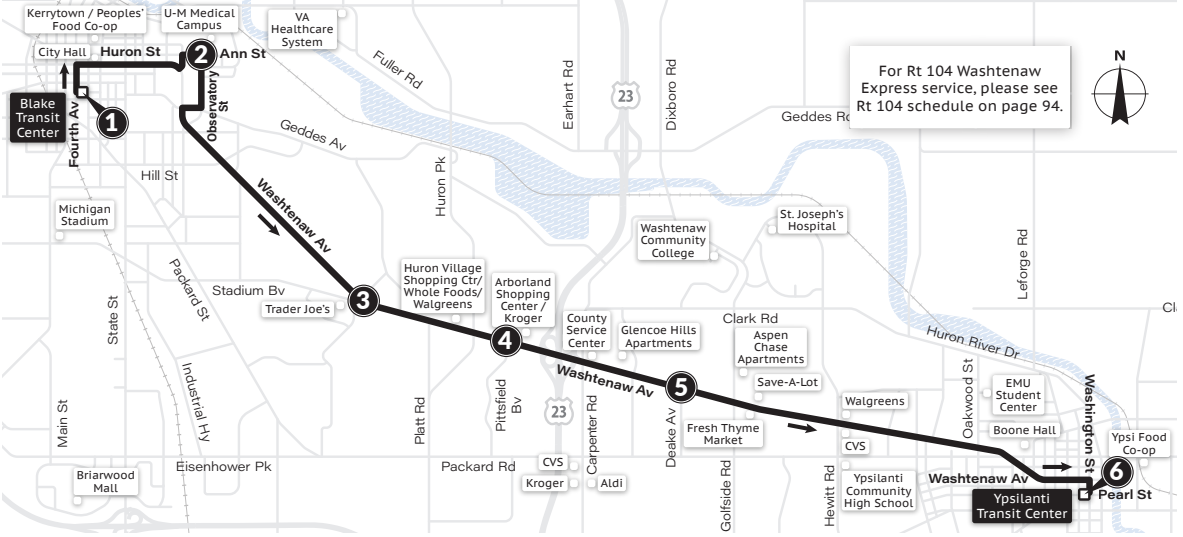 Kerrytown / Peoples'
Food Co-op
U-M Medical
Campus
VA
Healthcare
System
City Hall
Huron St
2
Ann St
Fuller Rd
Earhart Rd
23
Dixboro Rd
For Rt 104 Washtenaw
Express service, please see
Rt 104 schedule on page 94.
N
Blake
Transit
Center
1
Fourth Av
Observatory
St
Geddes Av
Geddes Rd
Hill St
Huron Pk
Washtenaw Av
Michigan
Stadium
Washtenaw
Community
College
St. Joseph's
Hospital
Leforge Rd
Packard St
Stadium Bv
Trader Joe's
3
Huron Village
Shopping Ctr/
Whole Foods/
Walgreens
Arborland
Shopping
Center /
Kroger
4
County
Service
Center
Glencoe Hills
Apartments
Clark Rd
Aspen
Chase
Apartments
Cl
Huron River Dr
State St
Washtenaw Av
5
Save-A-Lot
Walgreens
Oakwood St
EMU
Student
Center
Washington St
Main St
Industrial Hy
Platt Rd
Pittsfield
Bv
23
Carpenter Rd
Deake Av
Fresh Thyme
Market
CVS
Boone Hall
Ypsi Food
Co-op
Eisenhower Pk
Packard Rd
CVS
Kroger
Aldi
Golfside Rd
Hewitt Rd
Ypsilanti
Community
High School
Washtenaw Av
6
Pearl St
Briarwood
Mall
Ypsilanti
Transit Center